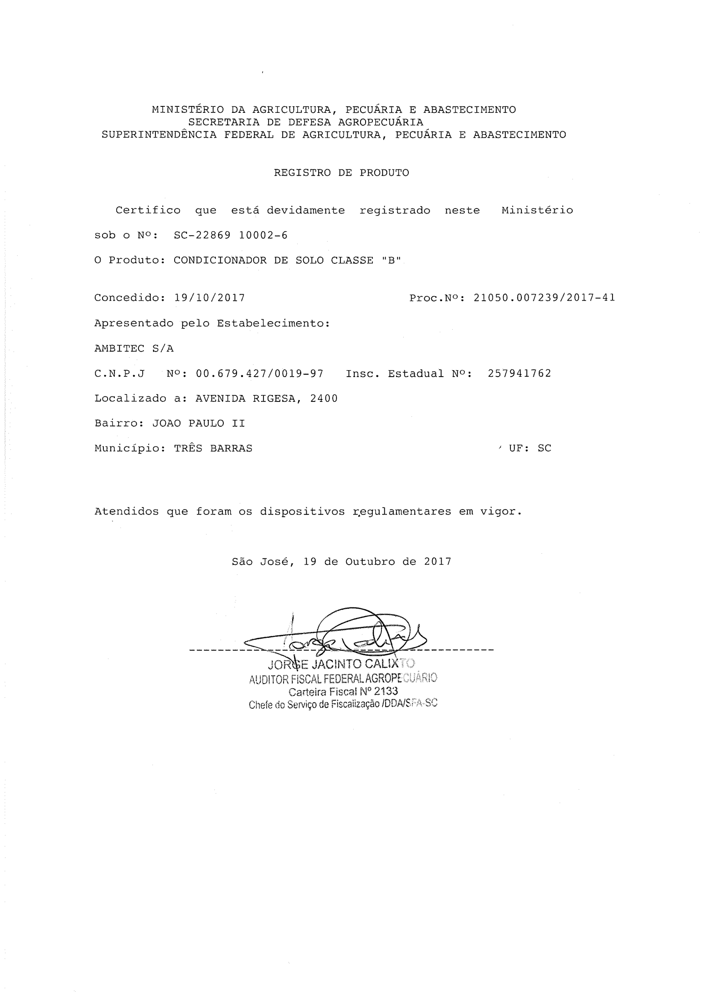 MINISTÉRIO DA AGRICULTURA, PECUÁRIA E ABASTECIMENTO
SECRETARIA DE DEFESA AGROPECUÁRIA
SUPERINTENDÊNCIA FEDERAL DE AGRICULTURA, PECUÁRIA E ABASTECIMENTO
REGISTRO DE PRODUTO
Certifico que está devidamente registrado neste Ministério
sob o Nº: SC-22869 10002-6
O Produto: CONDICIONADOR DE SOLO CLASSE "B"
Concedido: 19/10/2017 Proc.Nº: 21050.007239/2017-41
Apresentado pelo Estabelecimento:
AMBITEC S/A
C.N.P.J Nº: 00.679.427/0019-97 Insc. Estadual Nº: 257941762
Localizado a: AVENIDA RIGESA, 2400
Bairro: JOAO PAULO II
Município: TRÊS BARRAS UF: SC
Atendidos que foram os dispositivos regulamentares em vigor.
São José, 19 de Outubro de 2017
JORGE JACINTO CALIXTO
AUDITOR FISCAL FEDERAL AGROPECUÁRIO
Carteira Fiscal Nº 2133
Chefe do Serviço de Fiscalização /DDA/SFA-SC